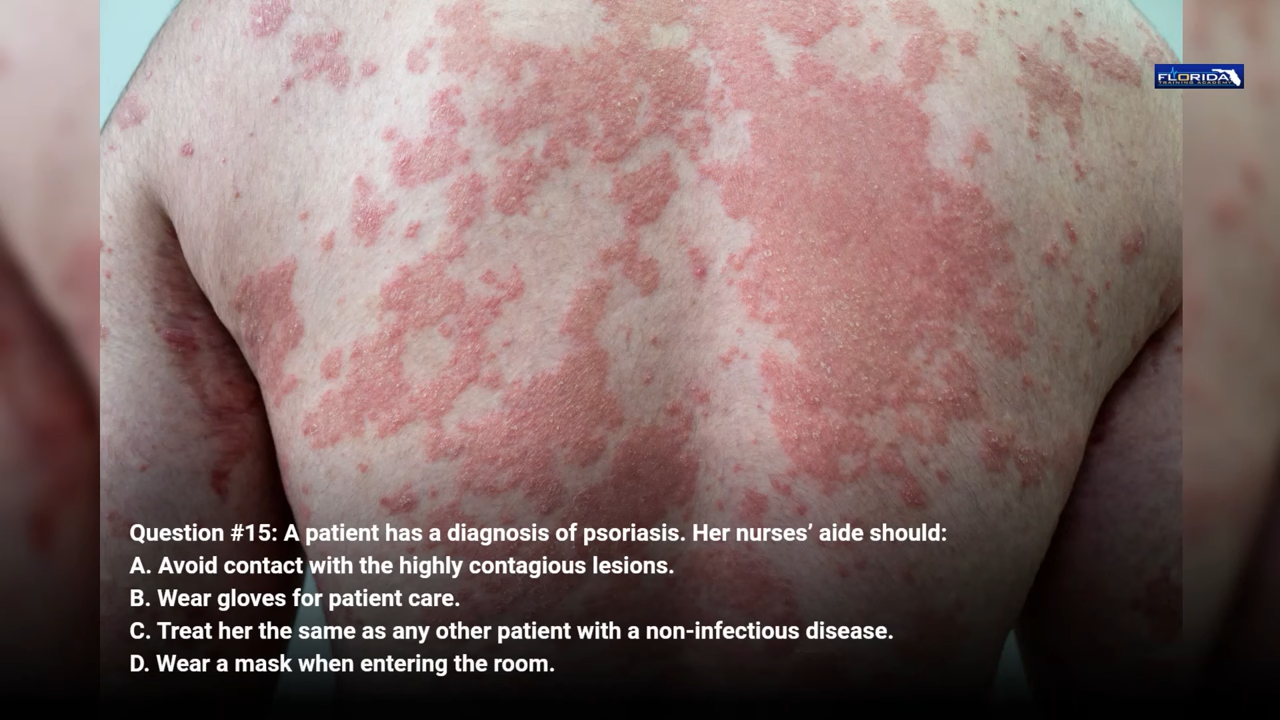 FLORIDA
TRAINING ACADEMY
Question #15: A patient has a diagnosis of psoriasis. Her nurses’ aide should:
A. Avoid contact with the highly contagious lesions.
B. Wear gloves for patient care.
C. Treat her the same as any other patient with a non-infectious disease.
D. Wear a mask when entering the room.